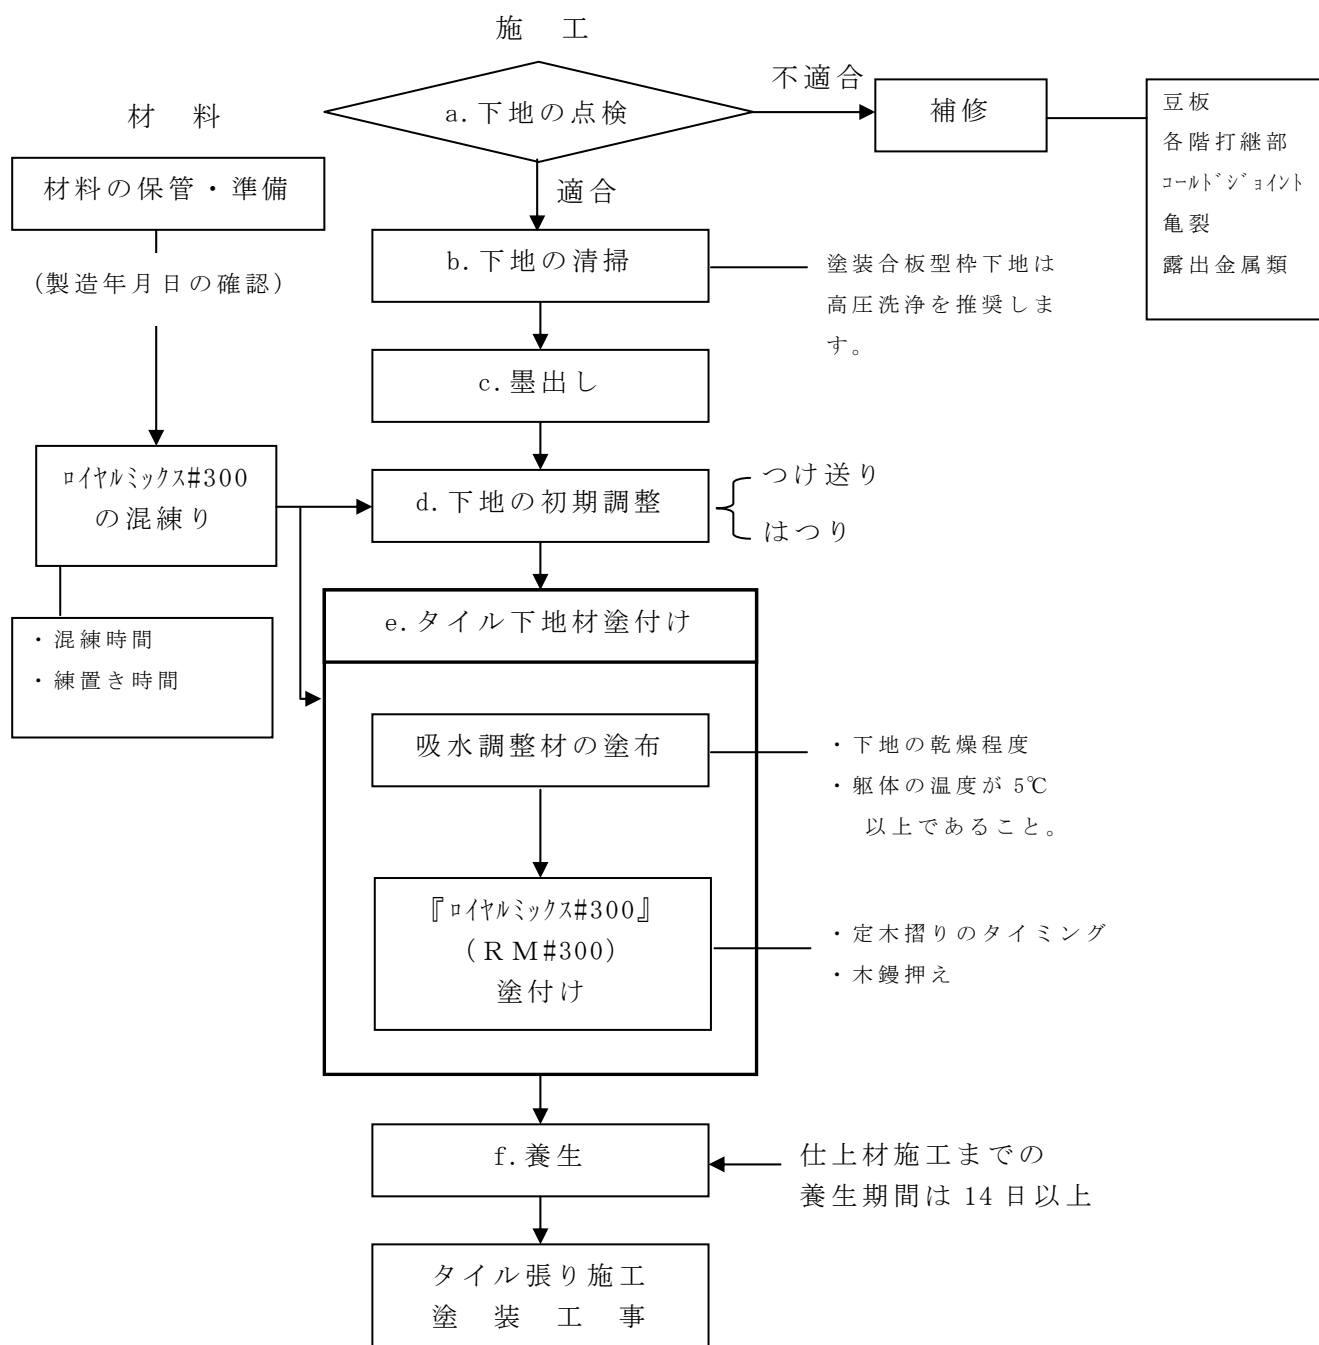 施 工
不適合
材 料
a.下地の点検
補修
豆板
各階打継部
ｺｰﾙﾄﾞｼﾞｮｲﾝﾄ
亀裂
露出金属類
材料の保管・準備
適合
(製造年月日の確認)
b.下地の清掃
塗装合板型枠下地は
高圧洗浄を推奨しま
す。
c.墨出し
ﾛｲﾔﾙﾐｯｸｽ#300
の混練り
d.下地の初期調整
つけ送り
はつり
・混練時間
・練置き時間
e.タイル下地材塗付け
吸水調整材の塗布
・下地の乾燥程度
・躯体の温度が 5℃
以上であること。
『ﾛｲﾔﾙﾐｯｸｽ#300』
(ＲＭ#300)
塗付け
・定木摺りのタイミング
・木鏝押え
f.養生
仕上材施工までの
養生期間は 14 日以上
タイル張り施工
塗 装 工 事